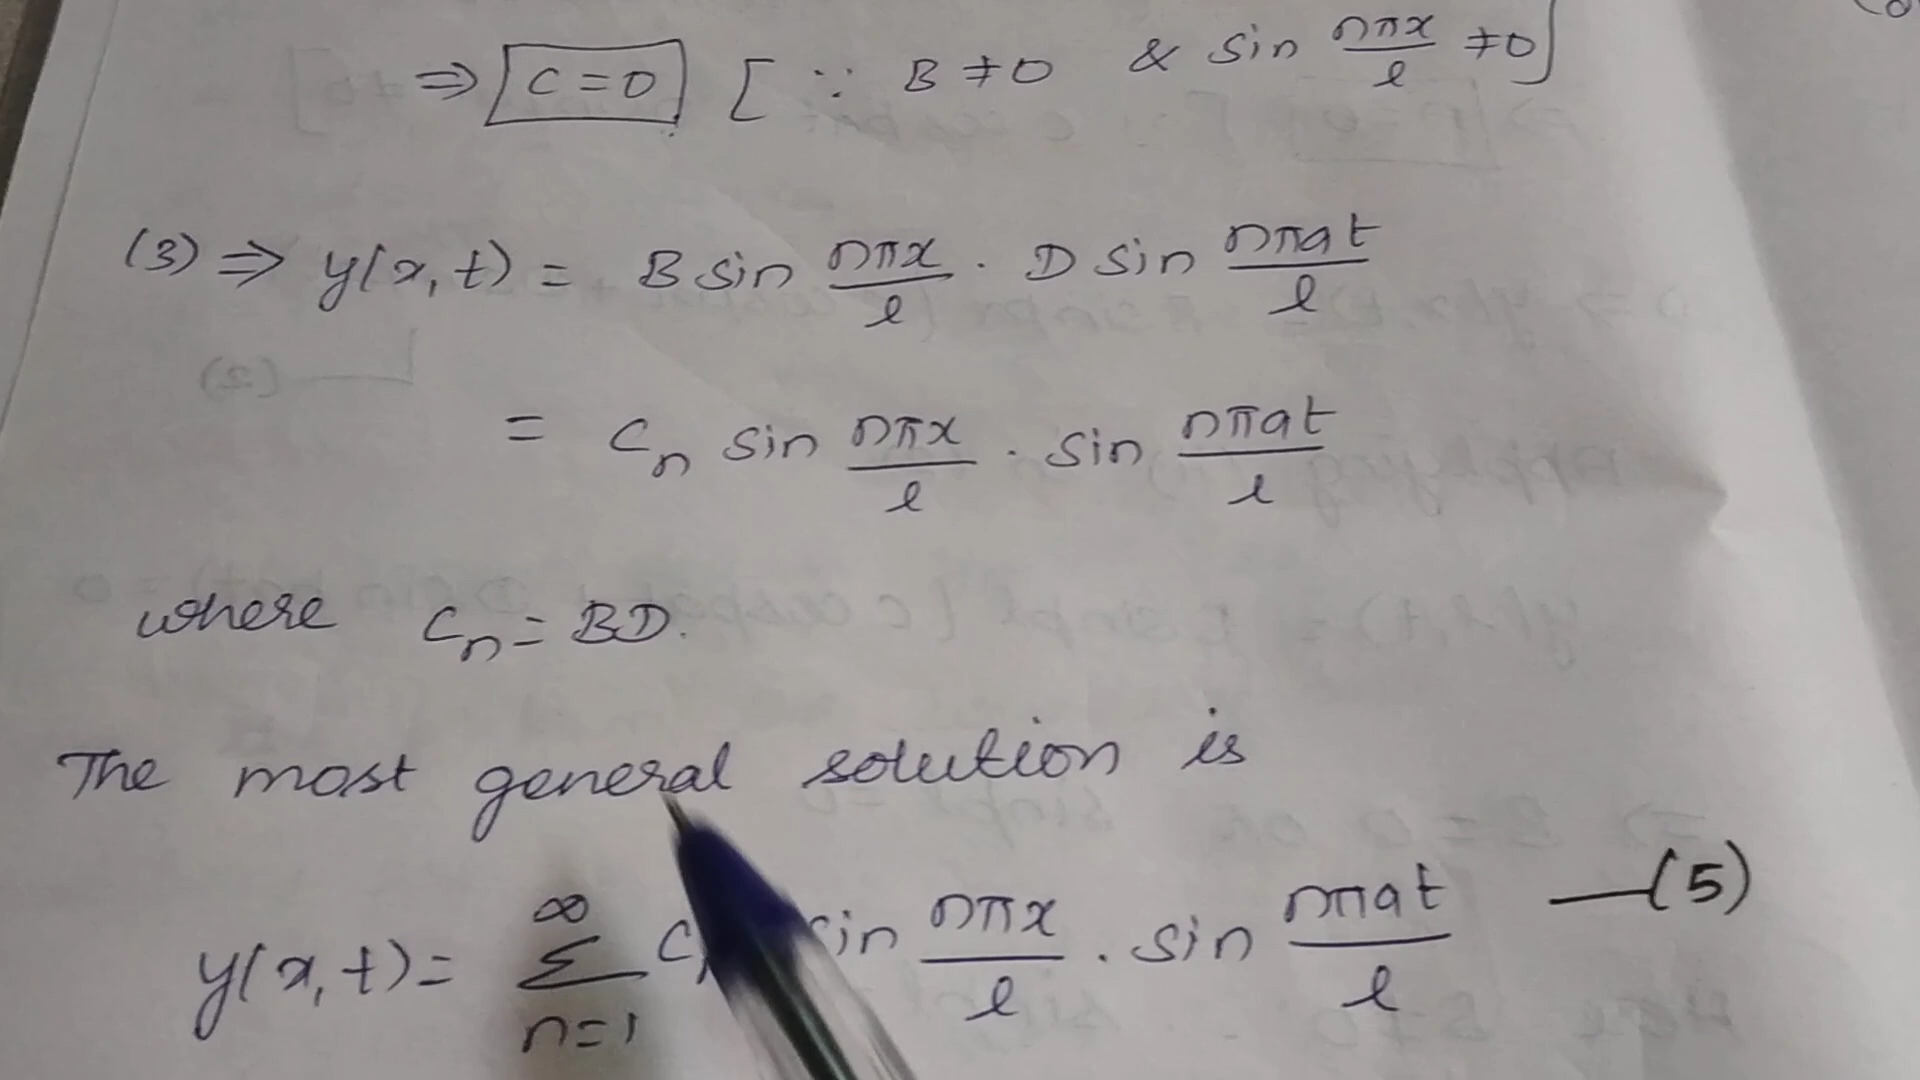 ⇒ C = 0 [ ∵ B ≠ 0 & sin nπx/l ≠ 0]
(3) ⇒ y(x,t) = B sin nπx/l . D sin nπat/l
= Cn sin nπx/l . sin nπat/l
where Cn = BD.
The most general solution is
y(x,t) = ∞ Σ n=1 C sin nπx/l . sin nπat/l —(5)